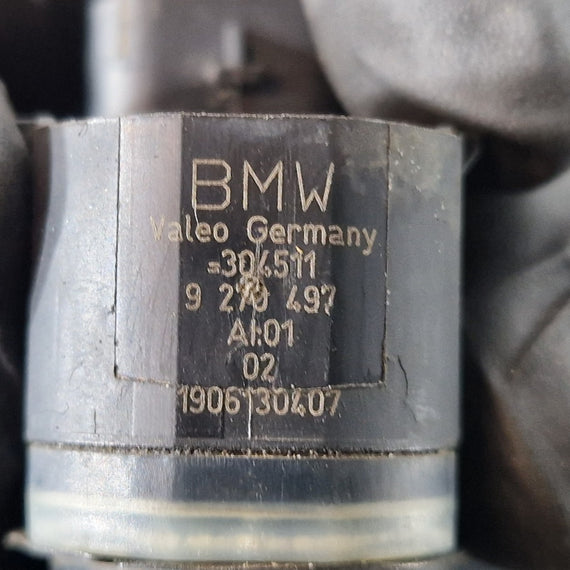 BMW
Valeo Germany
=304511
9 270 497
AI:01
02
1906130407